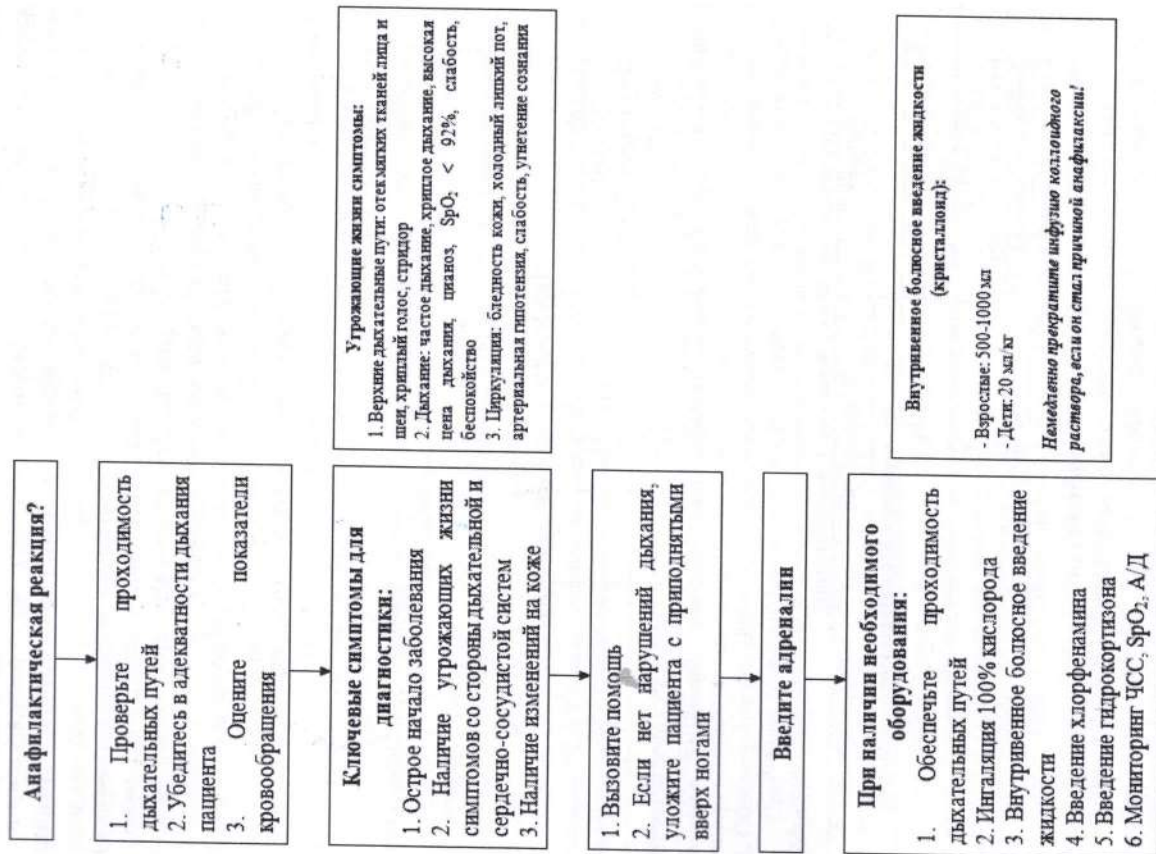 Анафилактическая реакция?
1. Проверьте проходимость
дыхательных путей
2. Убедитесь в адекватности дыхания
пациента
3. Оцените показатели
кровообращения
Ключевые симптомы для
диагностики:
1. Острое начало заболевания
2. Наличие угрожающих жизни
симптомов со стороны дыхательной и
сердечно-сосудистой систем
3. Наличие изменений на коже
Угрожающие жизни симптомы:
1. Верхние дыхательные пути: отек мягких тканей лица и
шеи, хриплый голос, стридор
2. Дыхание: частое дыхание, хриплое дыхание, высокая
цена дыхания, цианоз, SpO₂ < 92%, слабость,
беспокойство
3. Циркуляция: бледность кожи, холодный липкий пот,
артериальная гипотензия, слабость, угнетение сознания
1. Вызовите помощь
2. Если нет нарушений дыхания,
уложите пациента с приподнятыми
вверх ногами
Введите адреналин
При наличии необходимого
оборудования:
1. Обеспечьте проходимость
дыхательных путей
2. Ингаляция 100% кислорода
3. Внутривенное болюсное введение
жидкости
4. Введение хлорфенамина
5. Введение гидрокортизона
6. Мониторинг ЧСС, SpO₂, А/Д
Внутривенное болюсное введение жидкости
(кристаллоид):
- Взрослые: 500-1000 мл
- Дети: 20 мл/кг
Немедленно прекратите инфузию коллоидного
раствора, если он стал причиной анафилаксии!